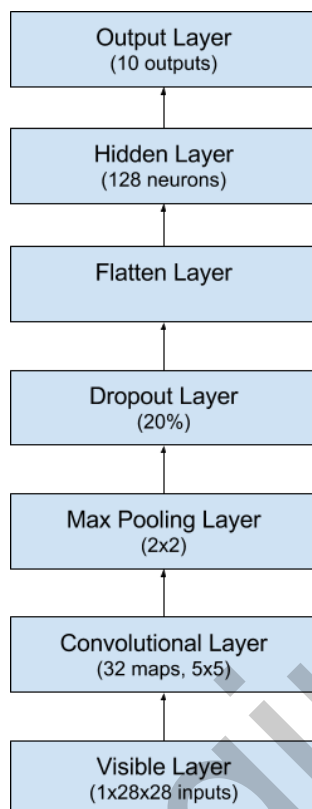 Output Layer
(10 outputs)
Hidden Layer
(128 neurons)
Flatten Layer
Dropout Layer
(20%)
Max Pooling Layer
(2x2)
Convolutional Layer
(32 maps, 5x5)
Visible Layer
(1x28x28 inputs)